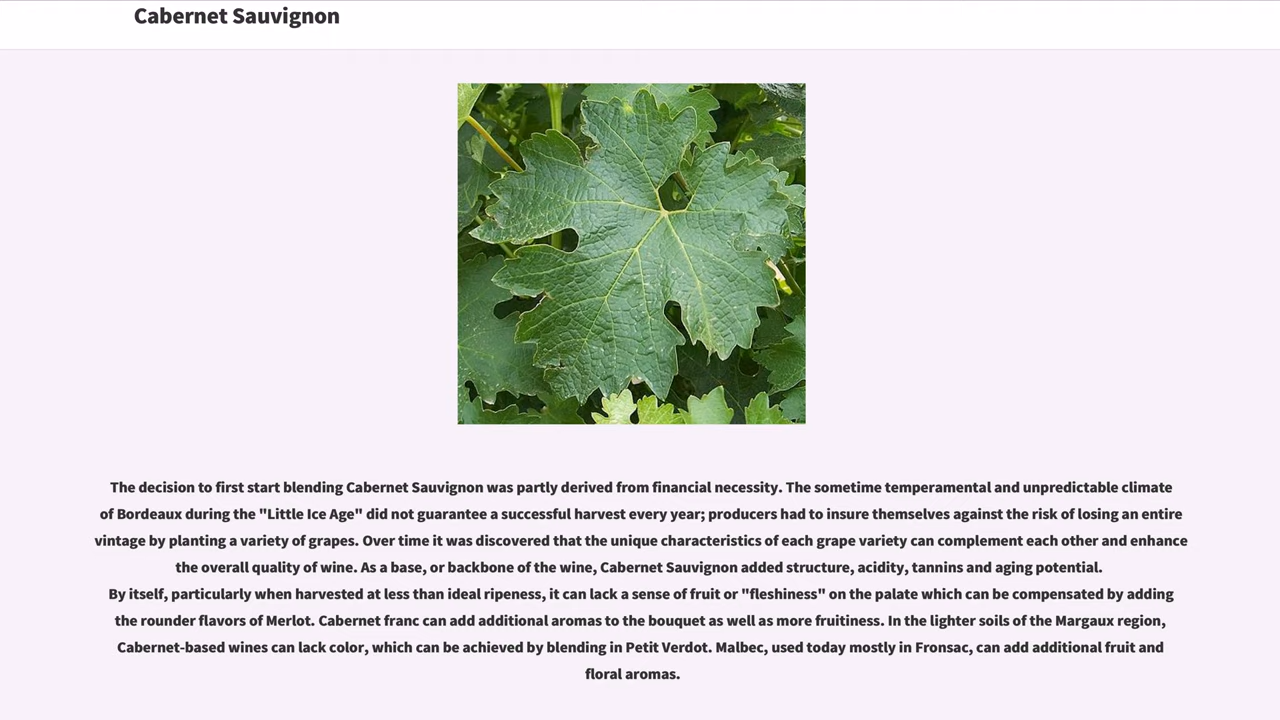 Cabernet Sauvignon
The decision to first start blending Cabernet Sauvignon was partly derived from financial necessity. The sometime temperamental and unpredictable climate
of Bordeaux during the "Little Ice Age" did not guarantee a successful harvest every year; producers had to insure themselves against the risk of losing an entire
vintage by planting a variety of grapes. Over time it was discovered that the unique characteristics of each grape variety can complement each other and enhance
the overall quality of wine. As a base, or backbone of the wine, Cabernet Sauvignon added structure, acidity, tannins and aging potential.
By itself, particularly when harvested at less than ideal ripeness, it can lack a sense of fruit or "fleshiness" on the palate which can be compensated by adding
the rounder flavors of Merlot. Cabernet franc can add additional aromas to the bouquet as well as more fruitiness. In the lighter soils of the Margaux region,
Cabernet-based wines can lack color, which can be achieved by blending in Petit Verdot. Malbec, used today mostly in Fronsac, can add additional fruit and
floral aromas.